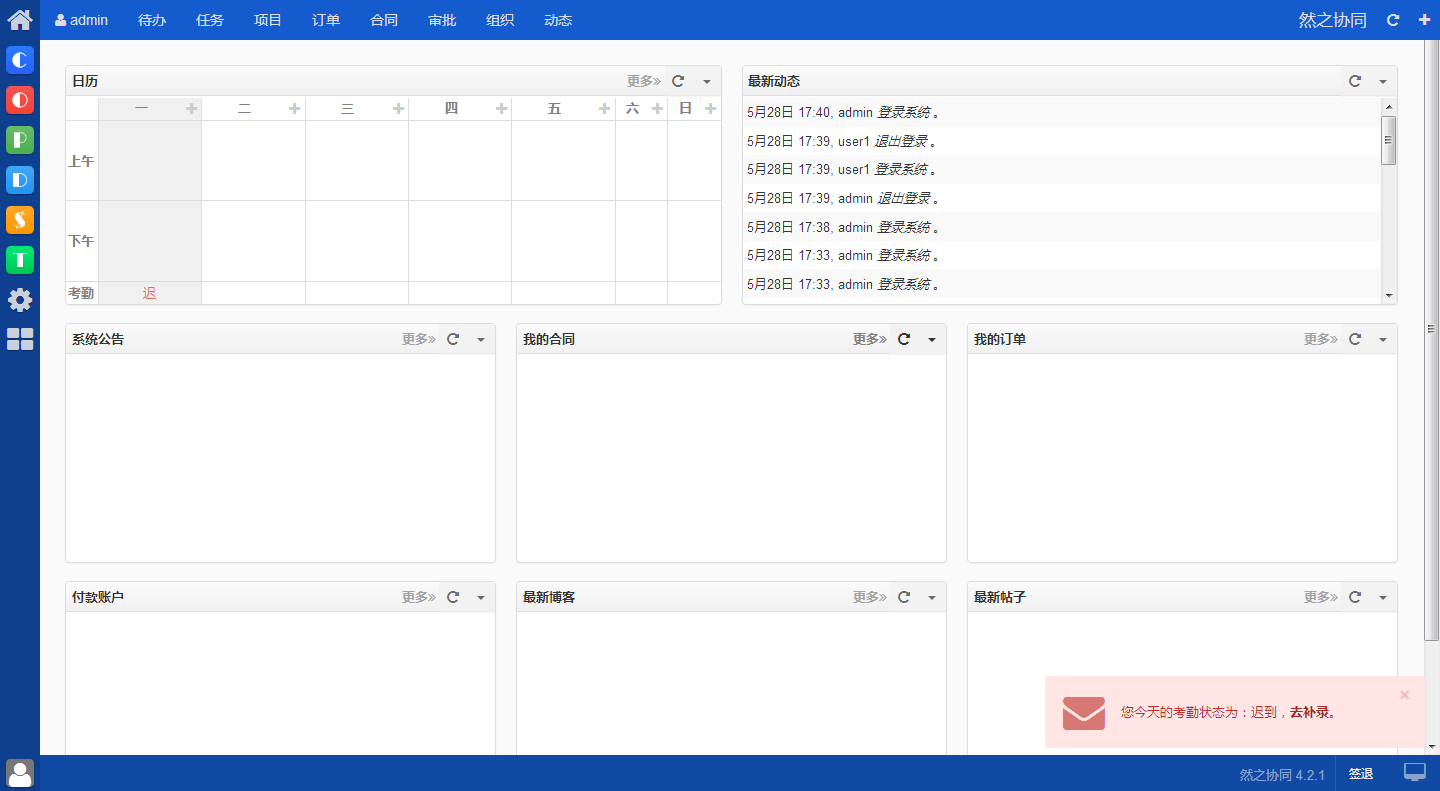 admin 待办 任务 项目 订单 合同 审批 组织 动态 然之协同
日历 更多»
一 二 三 四 五 六 日
上午
下午
考勤 迟
最新动态
5月28日 17:40, admin 登录系统 。
5月28日 17:39, user1 退出登录 。
5月28日 17:39, user1 登录系统 。
5月28日 17:39, admin 退出登录 。
5月28日 17:38, admin 登录系统 。
5月28日 17:33, admin 登录系统 。
5月28日 17:33, admin 登录系统 。
系统公告 更多»
我的合同 更多»
我的订单 更多»
付款账户 更多»
最新博客 更多»
最新帖子 更多»
您今天的考勤状态为：迟到，去补录。
×
C
O
P
D
S
T
然之协同 4.2.1 签退